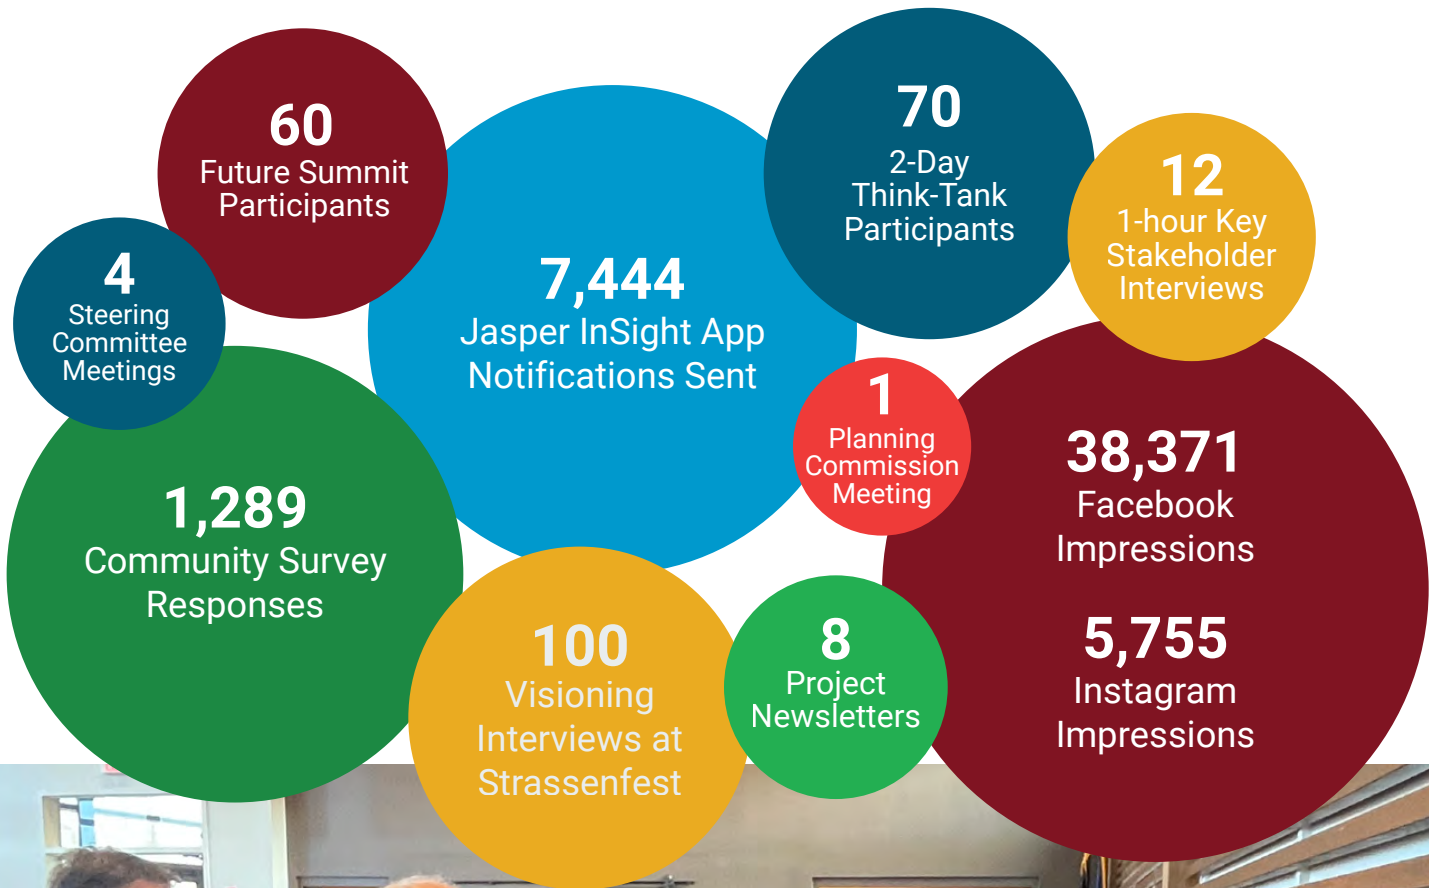 60
Future Summit
Participants
70
2-Day
Think-Tank
Participants
12
1-hour Key
Stakeholder
Interviews
4
Steering
Committee
Meetings
7,444
Jasper InSight App
Notifications Sent
1
Planning
Commission
Meeting
38,371
Facebook
Impressions
5,755
Instagram
Impressions
1,289
Community Survey
Responses
100
Visioning
Interviews at
Strassenfest
8
Project
Newsletters